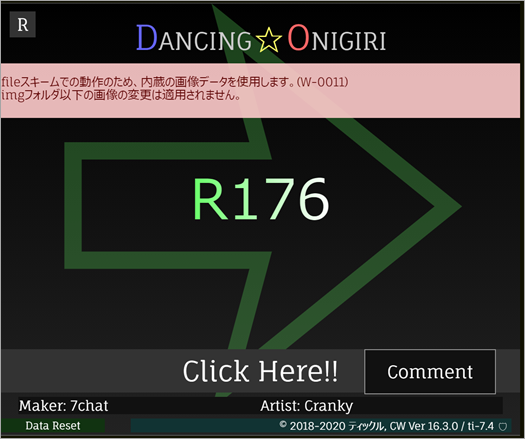 R
DANCING☆ONIGIRI
fileスキームでの動作のため、内蔵の画像データを使用します。(W-0011)
imgフォルダ以下の画像の変更は適用されません。
R176
Click Here!!
Comment
Maker: 7chat
Artist: Cranky
Data Reset
© 2018-2020 ティックル, CW Ver 16.3.0 / ti-7.4 ♡